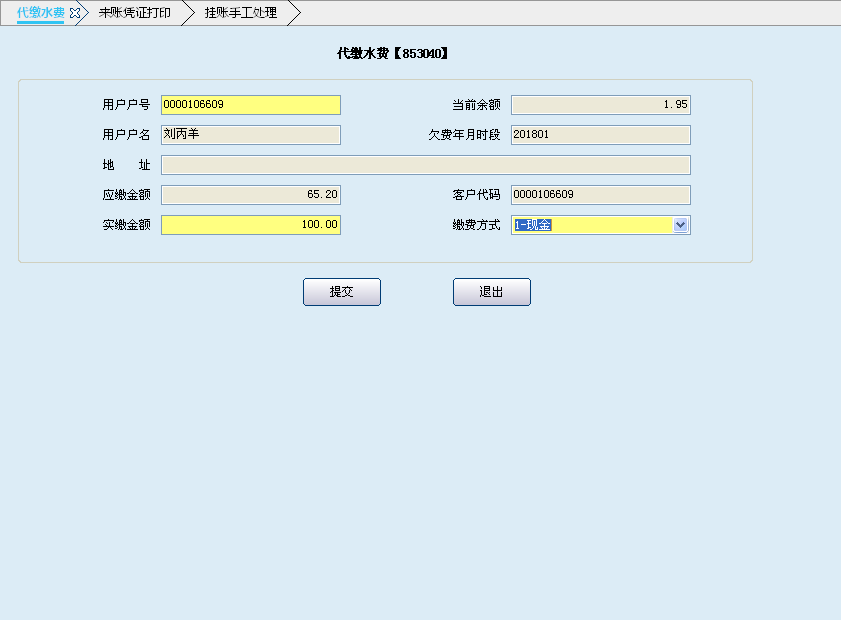 代缴水费 来账凭证打印 挂账手工处理
代缴水费【853040】
用户户号 0000106609 当前余额 1.95
用户户名 刘丙羊 欠费年月时段 201801
地 址
应缴金额 65.20 客户代码 0000106609
实缴金额 100.00 缴费方式 1-现金
提交 退出